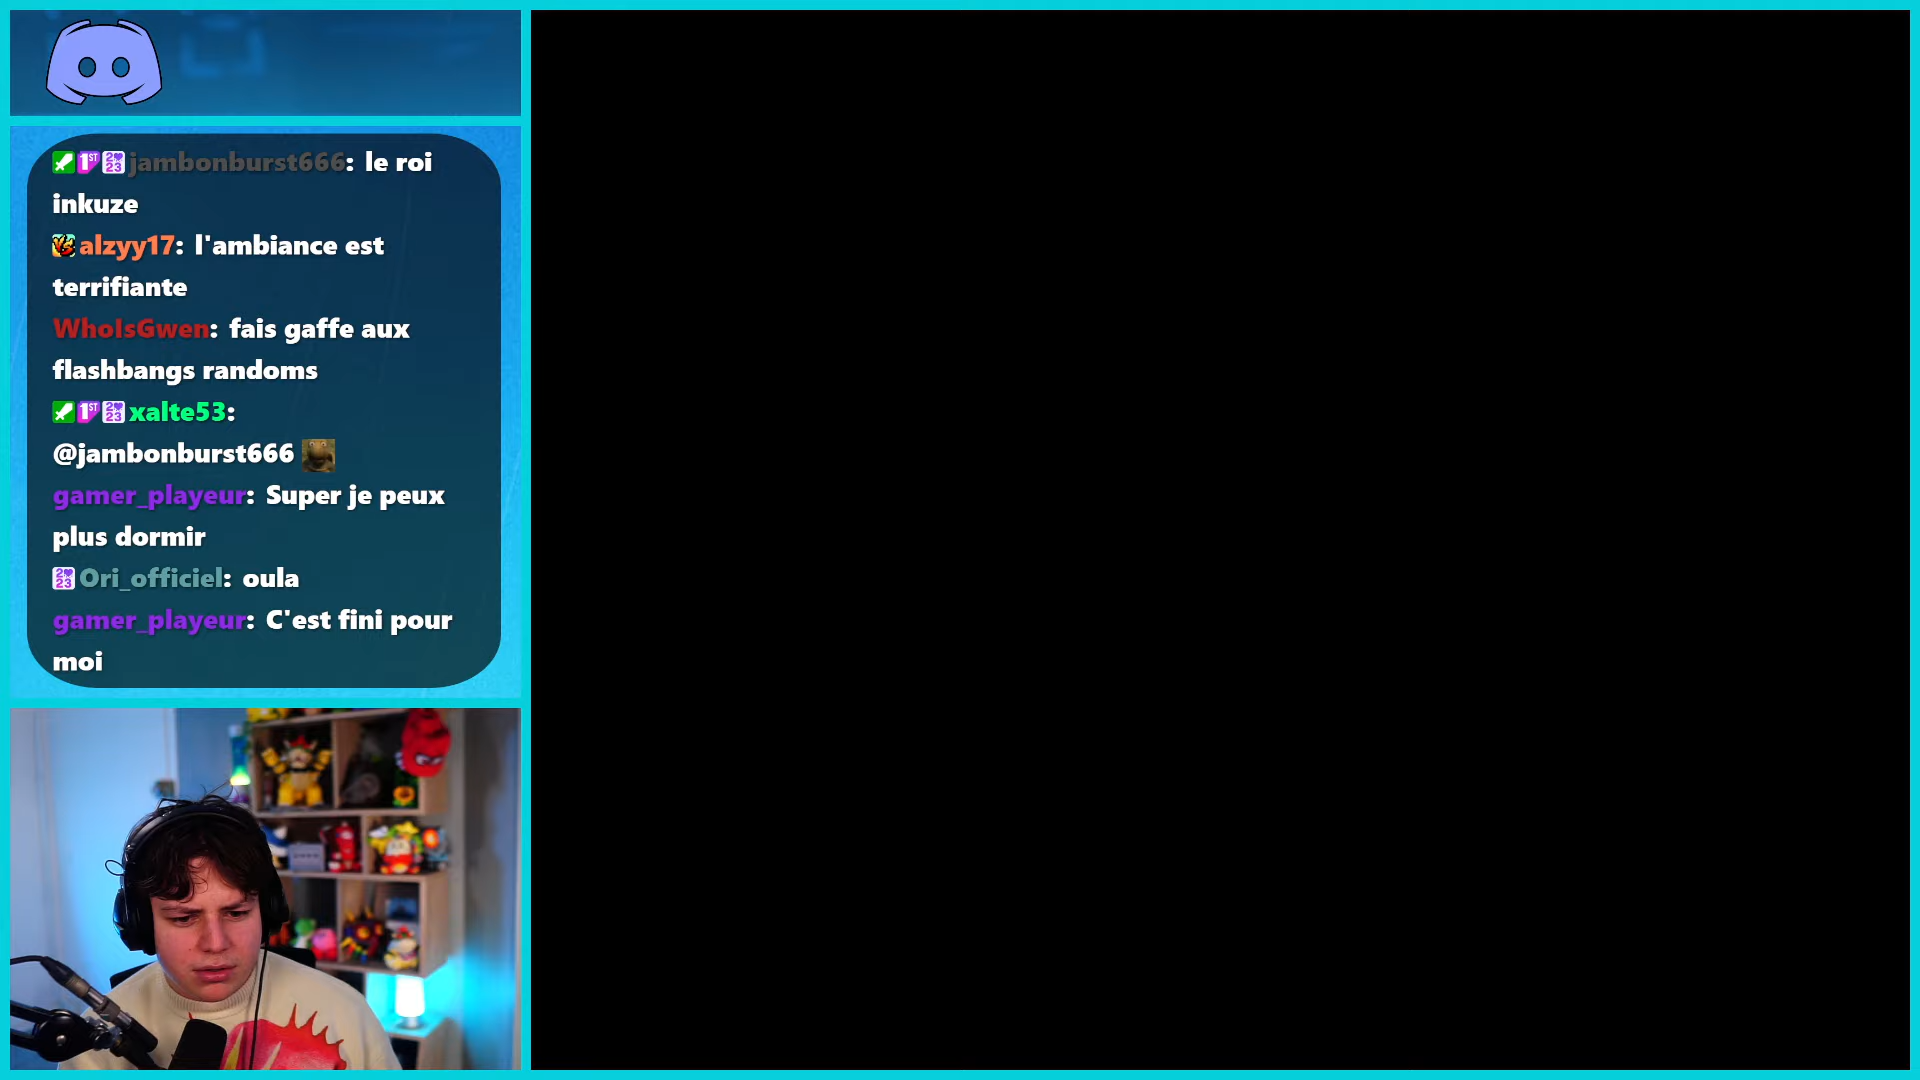 jambonburst666: le roi
inkuze
alzyy17: l'ambiance est
terrifiante
WhoIsGwen: fais gaffe aux
flashbangs randoms
xalte53:
@jambonburst666
gamer_playeur: Super je peux
plus dormir
Ori_officiel: oula
gamer_playeur: C'est fini pour
moi